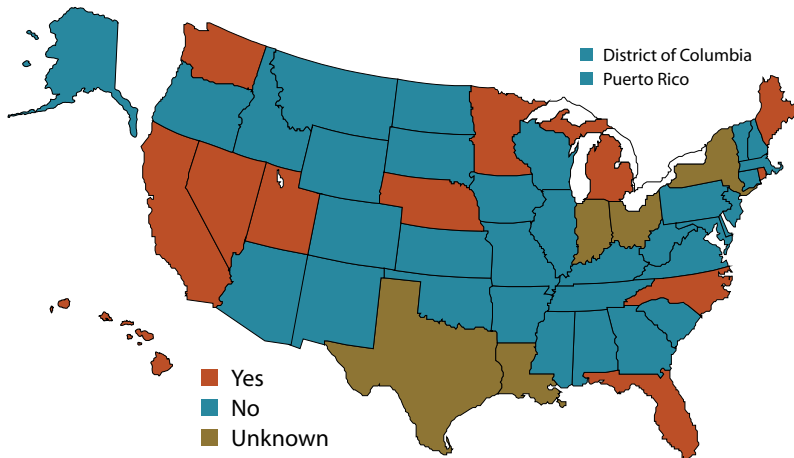 District of Columbia
Puerto Rico
Yes
No
Unknown